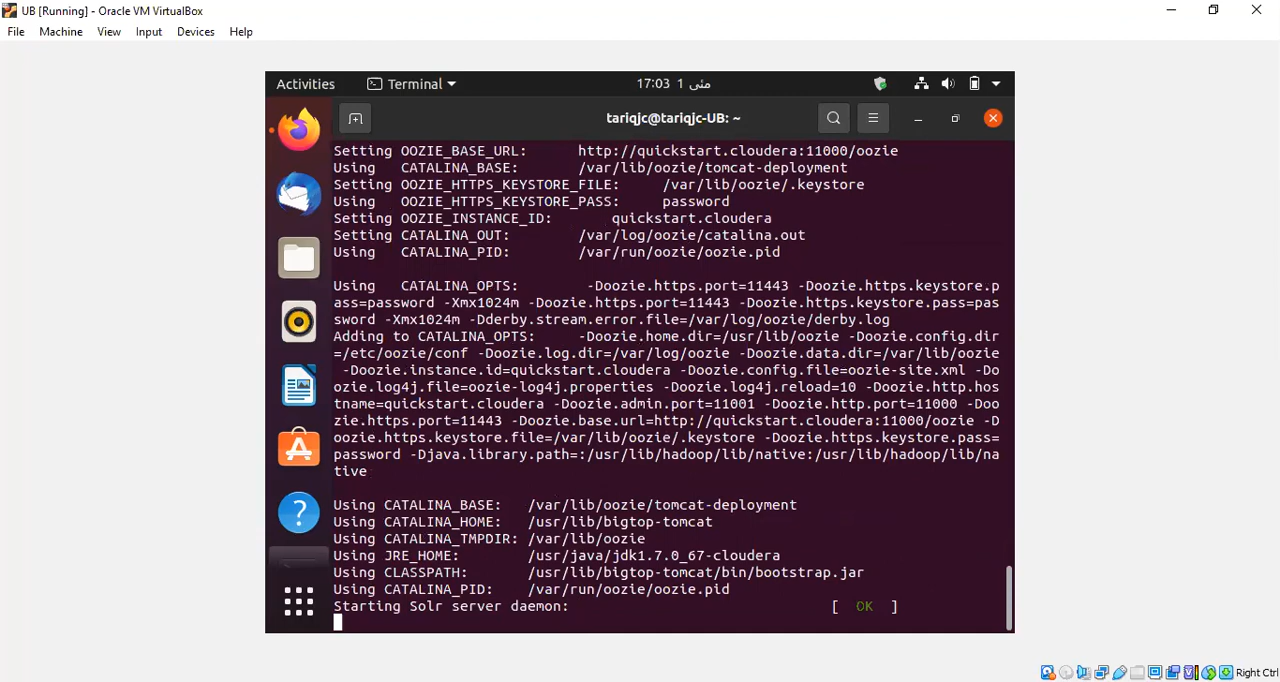 UB [Running] - Oracle VM VirtualBox
File Machine View Input Devices Help
Activities Terminal 17:03 1 مئی
tariqjc@tariqjc-UB: ~
Setting OOZIE_BASE_URL: http://quickstart.cloudera:11000/oozie
Using CATALINA_BASE: /var/lib/oozie/tomcat-deployment
Setting OOZIE_HTTPS_KEYSTORE_FILE: /var/lib/oozie/.keystore
Using OOZIE_HTTPS_KEYSTORE_PASS: password
Setting OOZIE_INSTANCE_ID: quickstart.cloudera
Setting CATALINA_OUT: /var/log/oozie/catalina.out
Using CATALINA_PID: /var/run/oozie/oozie.pid
Using CATALINA_OPTS: -Doozie.https.port=11443 -Doozie.https.keystore.p
ass=password -Xmx1024m -Doozie.https.port=11443 -Doozie.https.keystore.pass=pas
sword -Xmx1024m -Dderby.stream.error.file=/var/log/oozie/derby.log
Adding to CATALINA_OPTS: -Doozie.home.dir=/usr/lib/oozie -Doozie.config.dir
=/etc/oozie/conf -Doozie.log.dir=/var/log/oozie -Doozie.data.dir=/var/lib/oozie
-Doozie.instance.id=quickstart.cloudera -Doozie.config.file=oozie-site.xml -Do
ozie.log4j.file=oozie-log4j.properties -Doozie.log4j.reload=10 -Doozie.http.hos
tname=quickstart.cloudera -Doozie.admin.port=11001 -Doozie.http.port=11000 -Doo
zie.https.port=11443 -Doozie.base.url=http://quickstart.cloudera:11000/oozie -D
oozie.https.keystore.file=/var/lib/oozie/.keystore -Doozie.https.keystore.pass=
password -Djava.library.path=:/usr/lib/hadoop/lib/native:/usr/lib/hadoop/lib/na
tive
Using CATALINA_BASE: /var/lib/oozie/tomcat-deployment
Using CATALINA_HOME: /usr/lib/bigtop-tomcat
Using CATALINA_TMPDIR: /var/lib/oozie
Using JRE_HOME: /usr/java/jdk1.7.0_67-cloudera
Using CLASSPATH: /usr/lib/bigtop-tomcat/bin/bootstrap.jar
Using CATALINA_PID: /var/run/oozie/oozie.pid
Starting Solr server daemon: [ OK ]
Right Ctrl